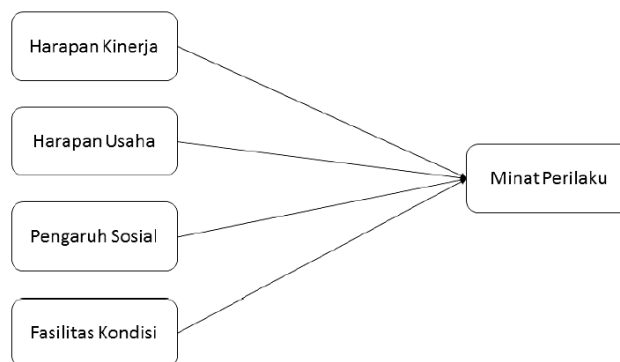 Harapan Kinerja
Harapan Usaha
Minat Perilaku
Pengaruh Sosial
Fasilitas Kondisi